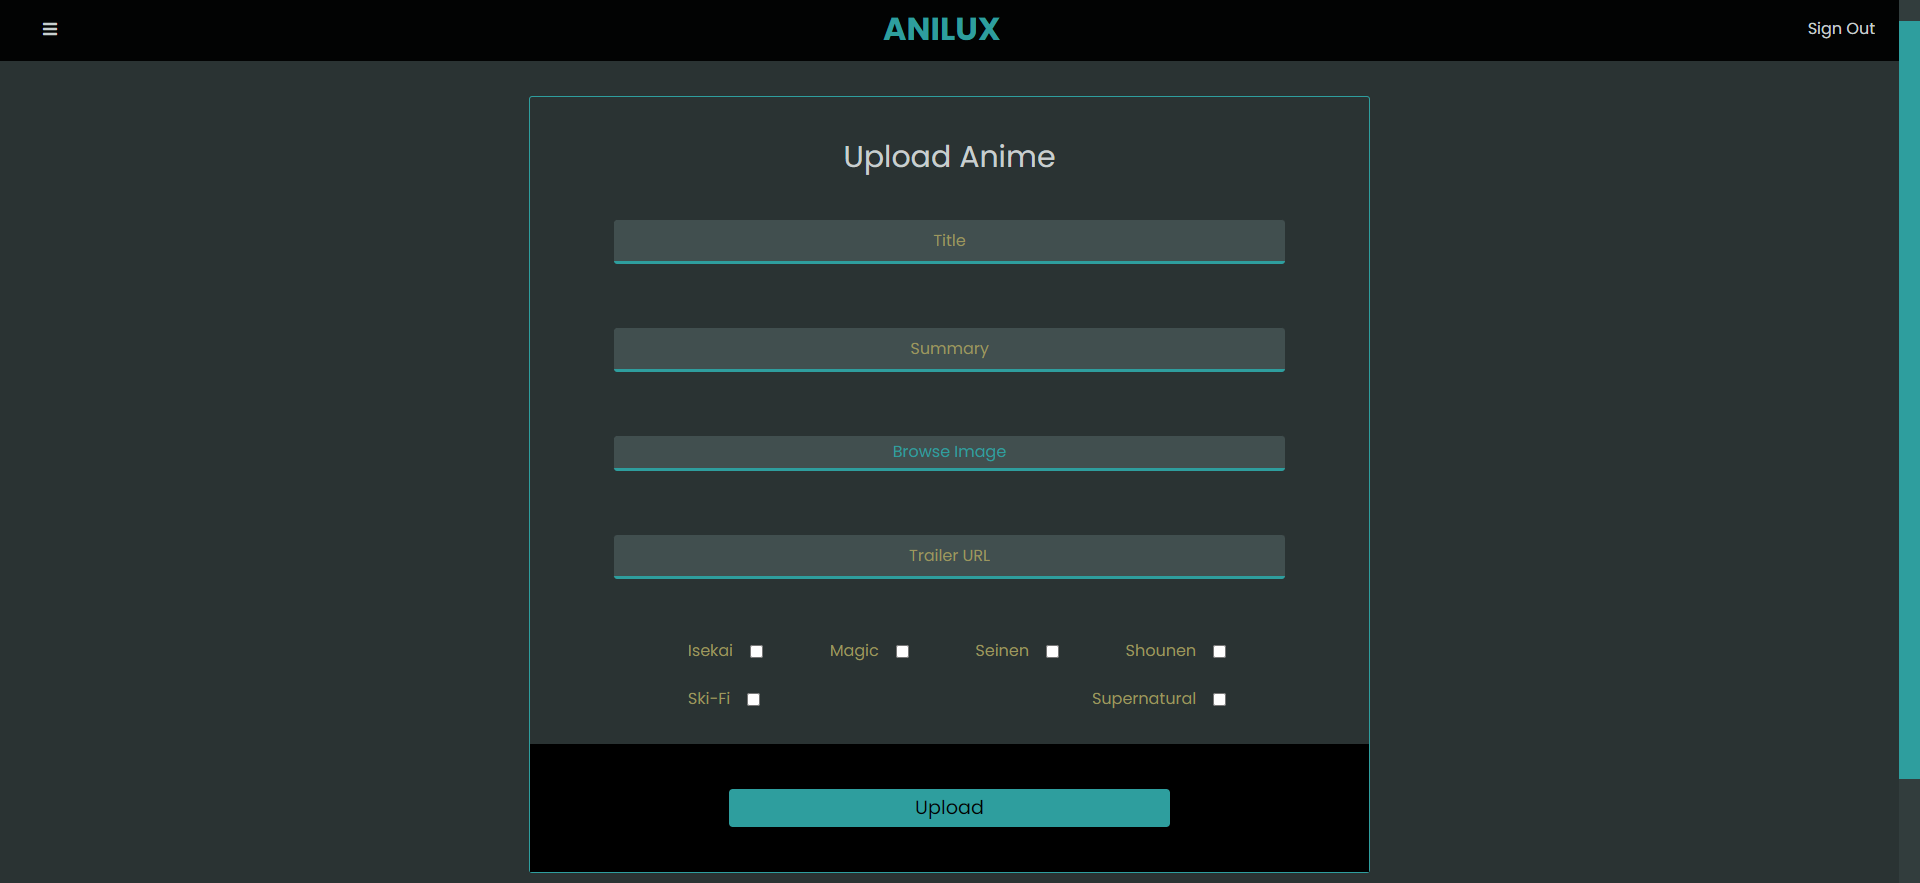 ANILUX
Sign Out
Upload Anime
Title
Summary
Browse Image
Trailer URL
Isekai Magic Seinen Shounen
Ski-Fi Supernatural
Upload